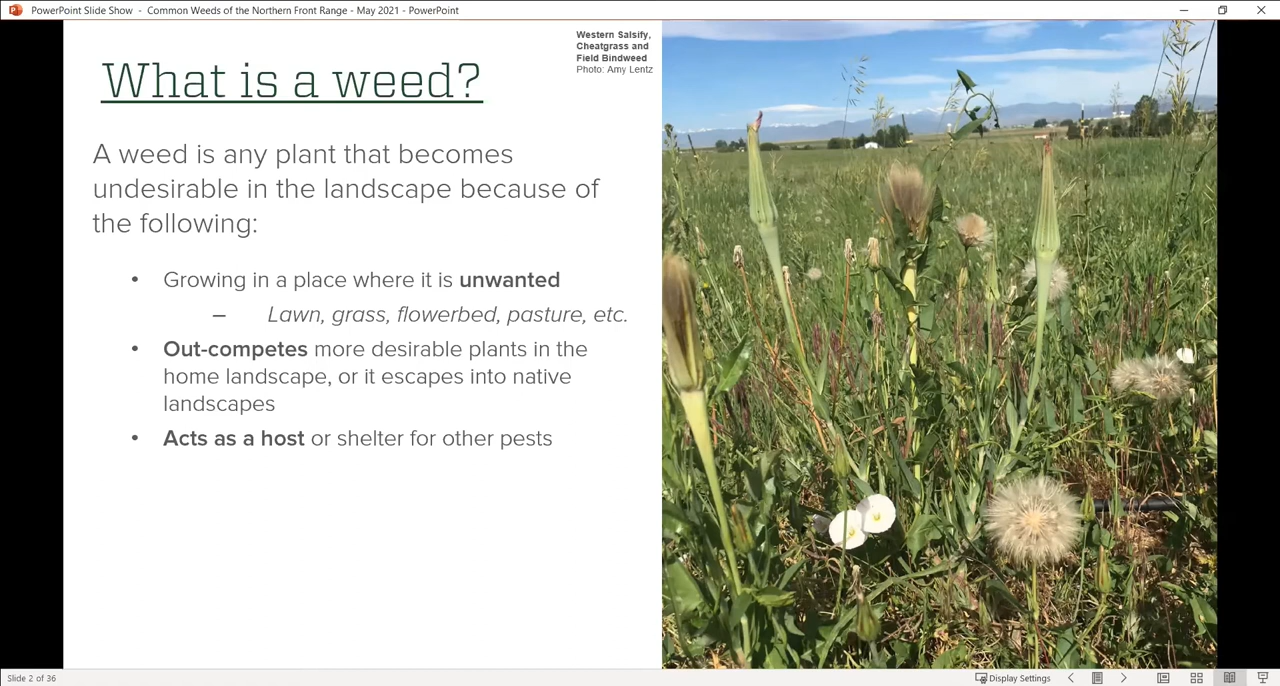 PowerPoint Slide Show - Common Weeds of the Northern Front Range - May 2021 - PowerPoint
Western Salsify,
Cheatgrass and
Field Bindweed
Photo: Amy Lentz
What is a weed?
A weed is any plant that becomes
undesirable in the landscape because of
the following:
• Growing in a place where it is unwanted
– Lawn, grass, flowerbed, pasture, etc.
• Out-competes more desirable plants in the
home landscape, or it escapes into native
landscapes
• Acts as a host or shelter for other pests
Slide 2 of 36
Display Settings